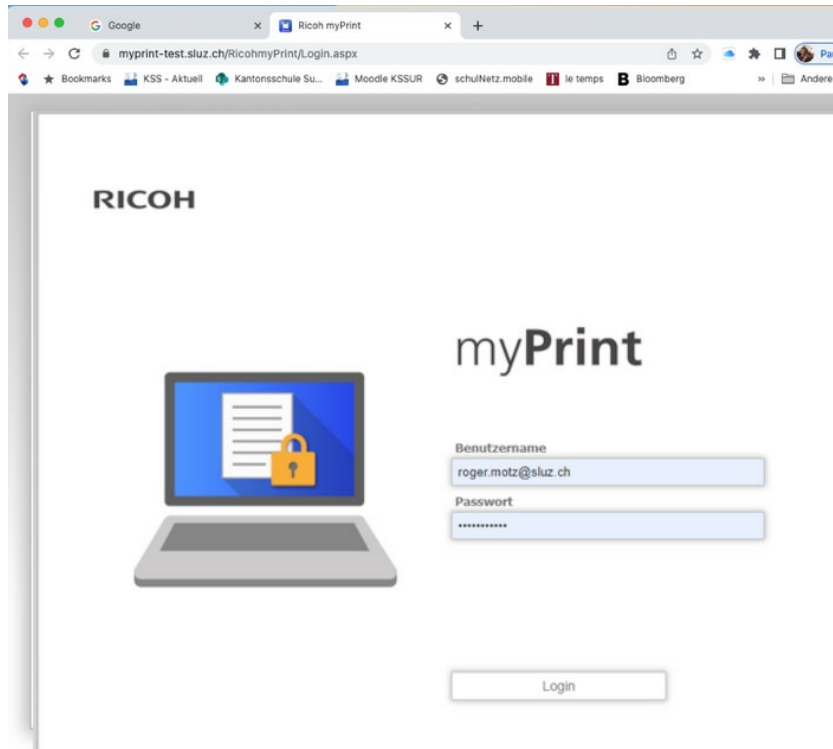 Google
Ricoh myPrint
myprint-test.sluz.ch/RicohmyPrint/Login.aspx
Pau
Bookmarks KSS - Aktuell Kantonsschule Su... Moodle KSSUR schulNetz.mobile le temps Bloomberg » Andere
RICOH
myPrint
Benutzername
roger.motz@sluz.ch
Passwort
•••••••••••
Login